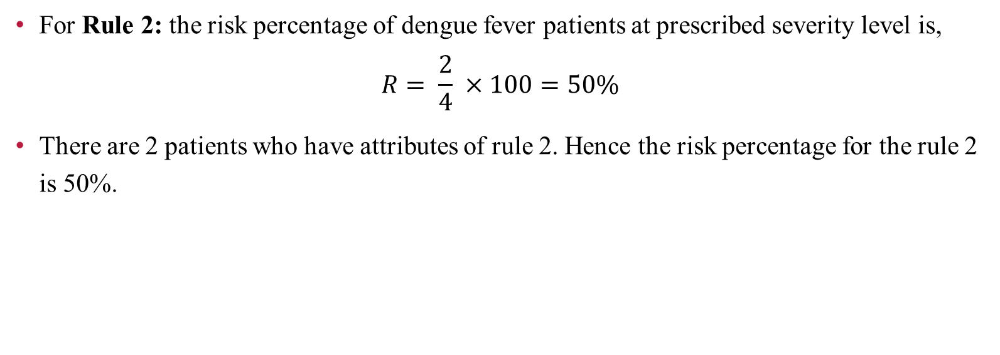 • For Rule 2: the risk percentage of dengue fever patients at prescribed severity level is,
R = 2/4 × 100 = 50%
• There are 2 patients who have attributes of rule 2. Hence the risk percentage for the rule 2
is 50%.